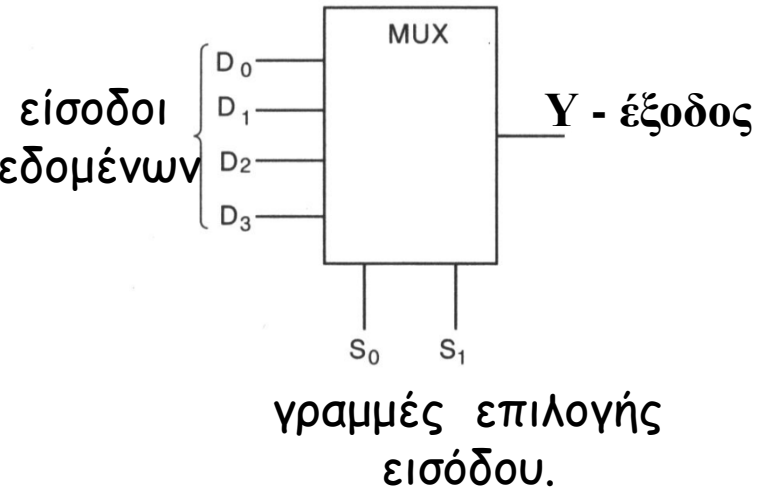 MUX
D0
είσοδοι
D1
Y - έξοδος
εδομένων
D2
D3
S0 S1
γραμμές επιλογής
εισόδου.